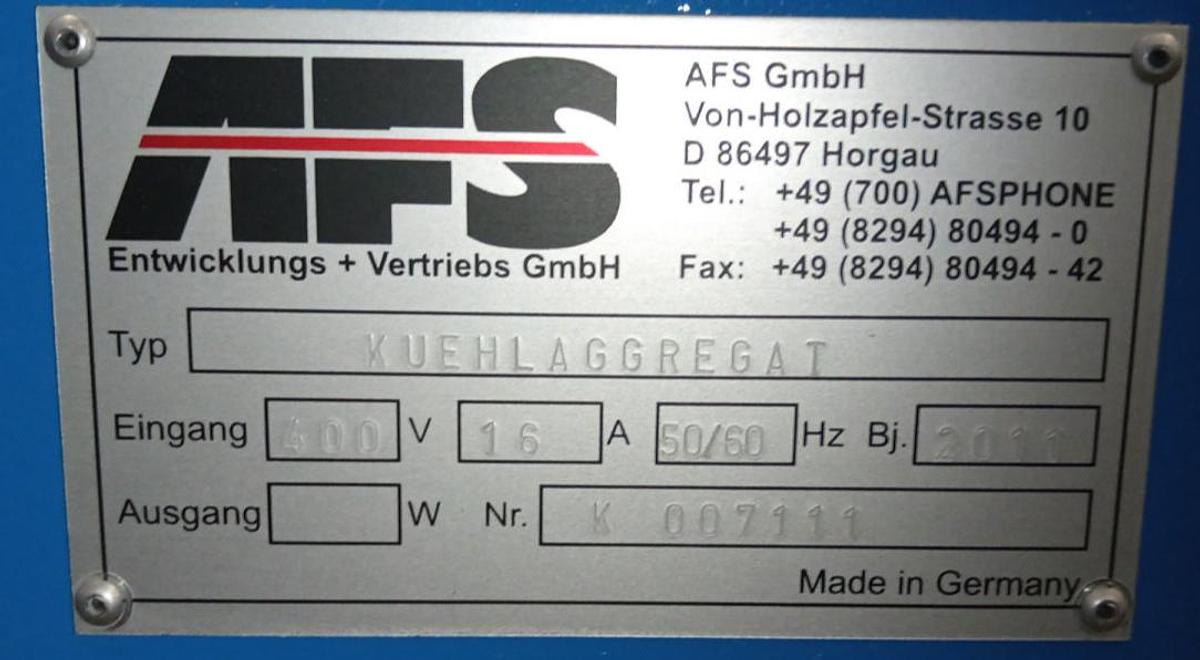 AFS
Entwicklungs + Vertriebs GmbH
AFS GmbH
Von-Holzapfel-Strasse 10
D 86497 Horgau
Tel.: +49 (700) AFSPHONE
+49 (8294) 80494 - 0
Fax: +49 (8294) 80494 - 42
Typ KUEHLAGGREGAT
Eingang 400 V 16 A 50/60 Hz Bj. 2011
Ausgang W Nr. K 007111
Made in Germany